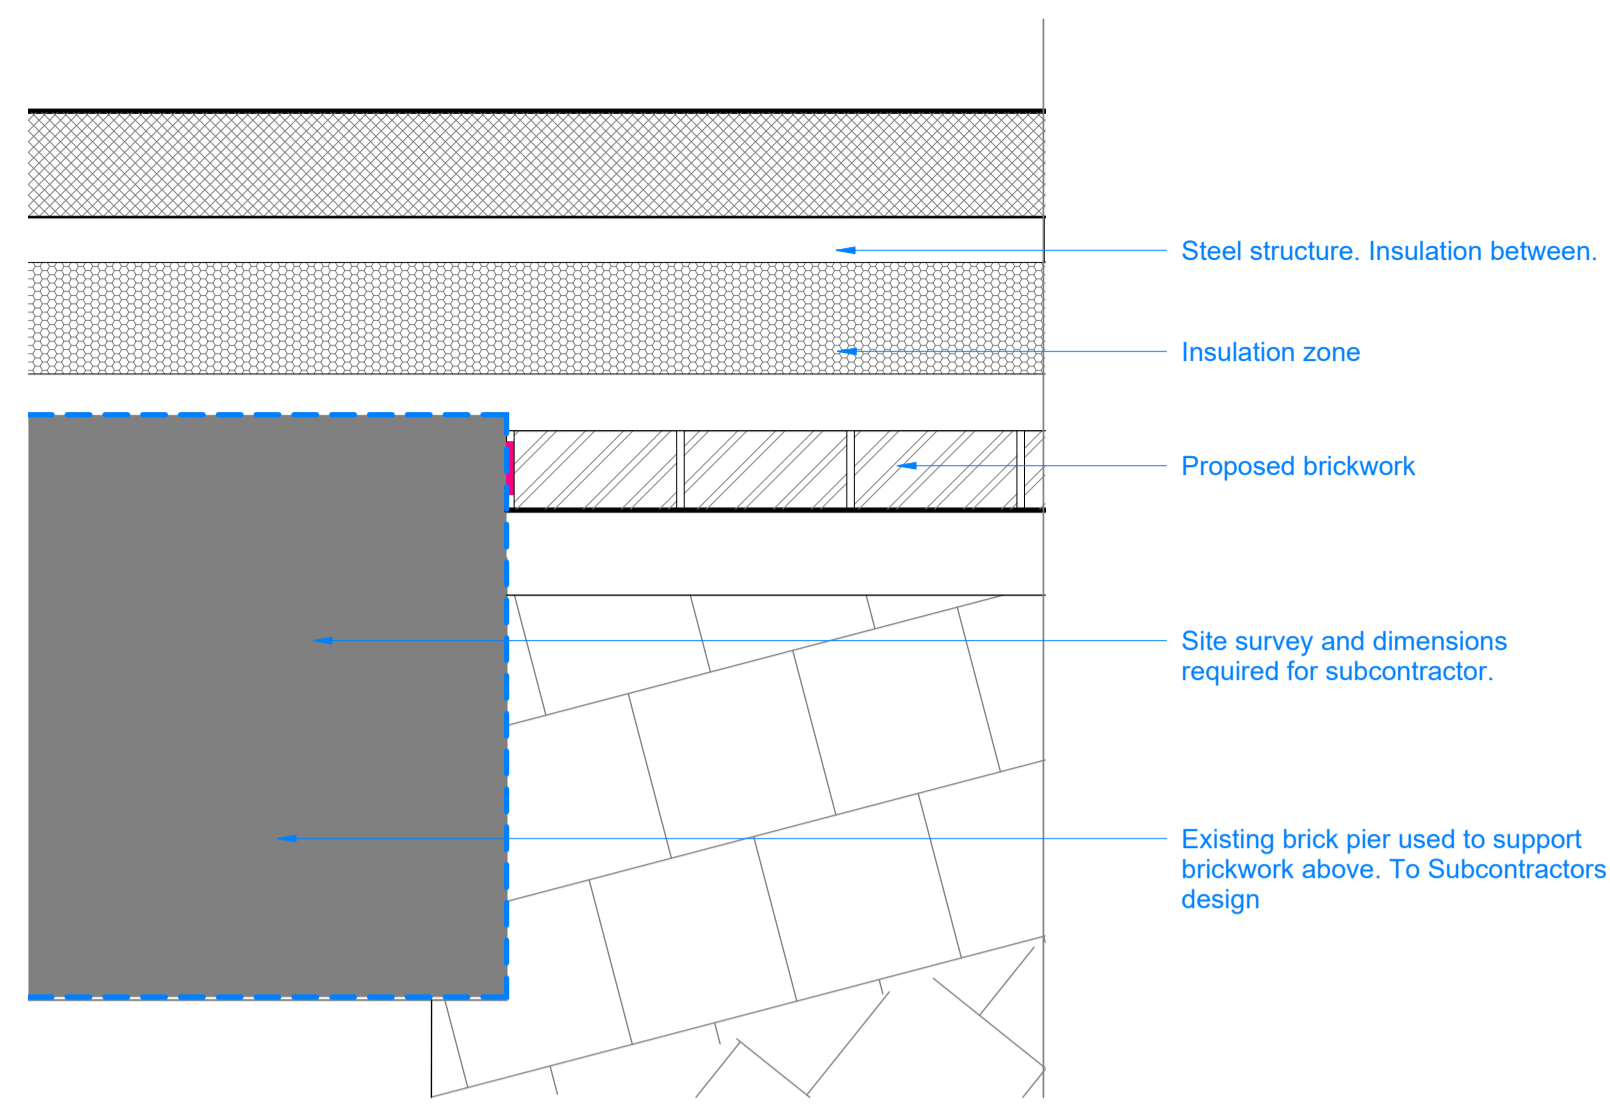 Steel structure. Insulation between.
Insulation zone
Proposed brickwork
Site survey and dimensions
required for subcontractor.
Existing brick pier used to support
brickwork above. To Subcontractors
design